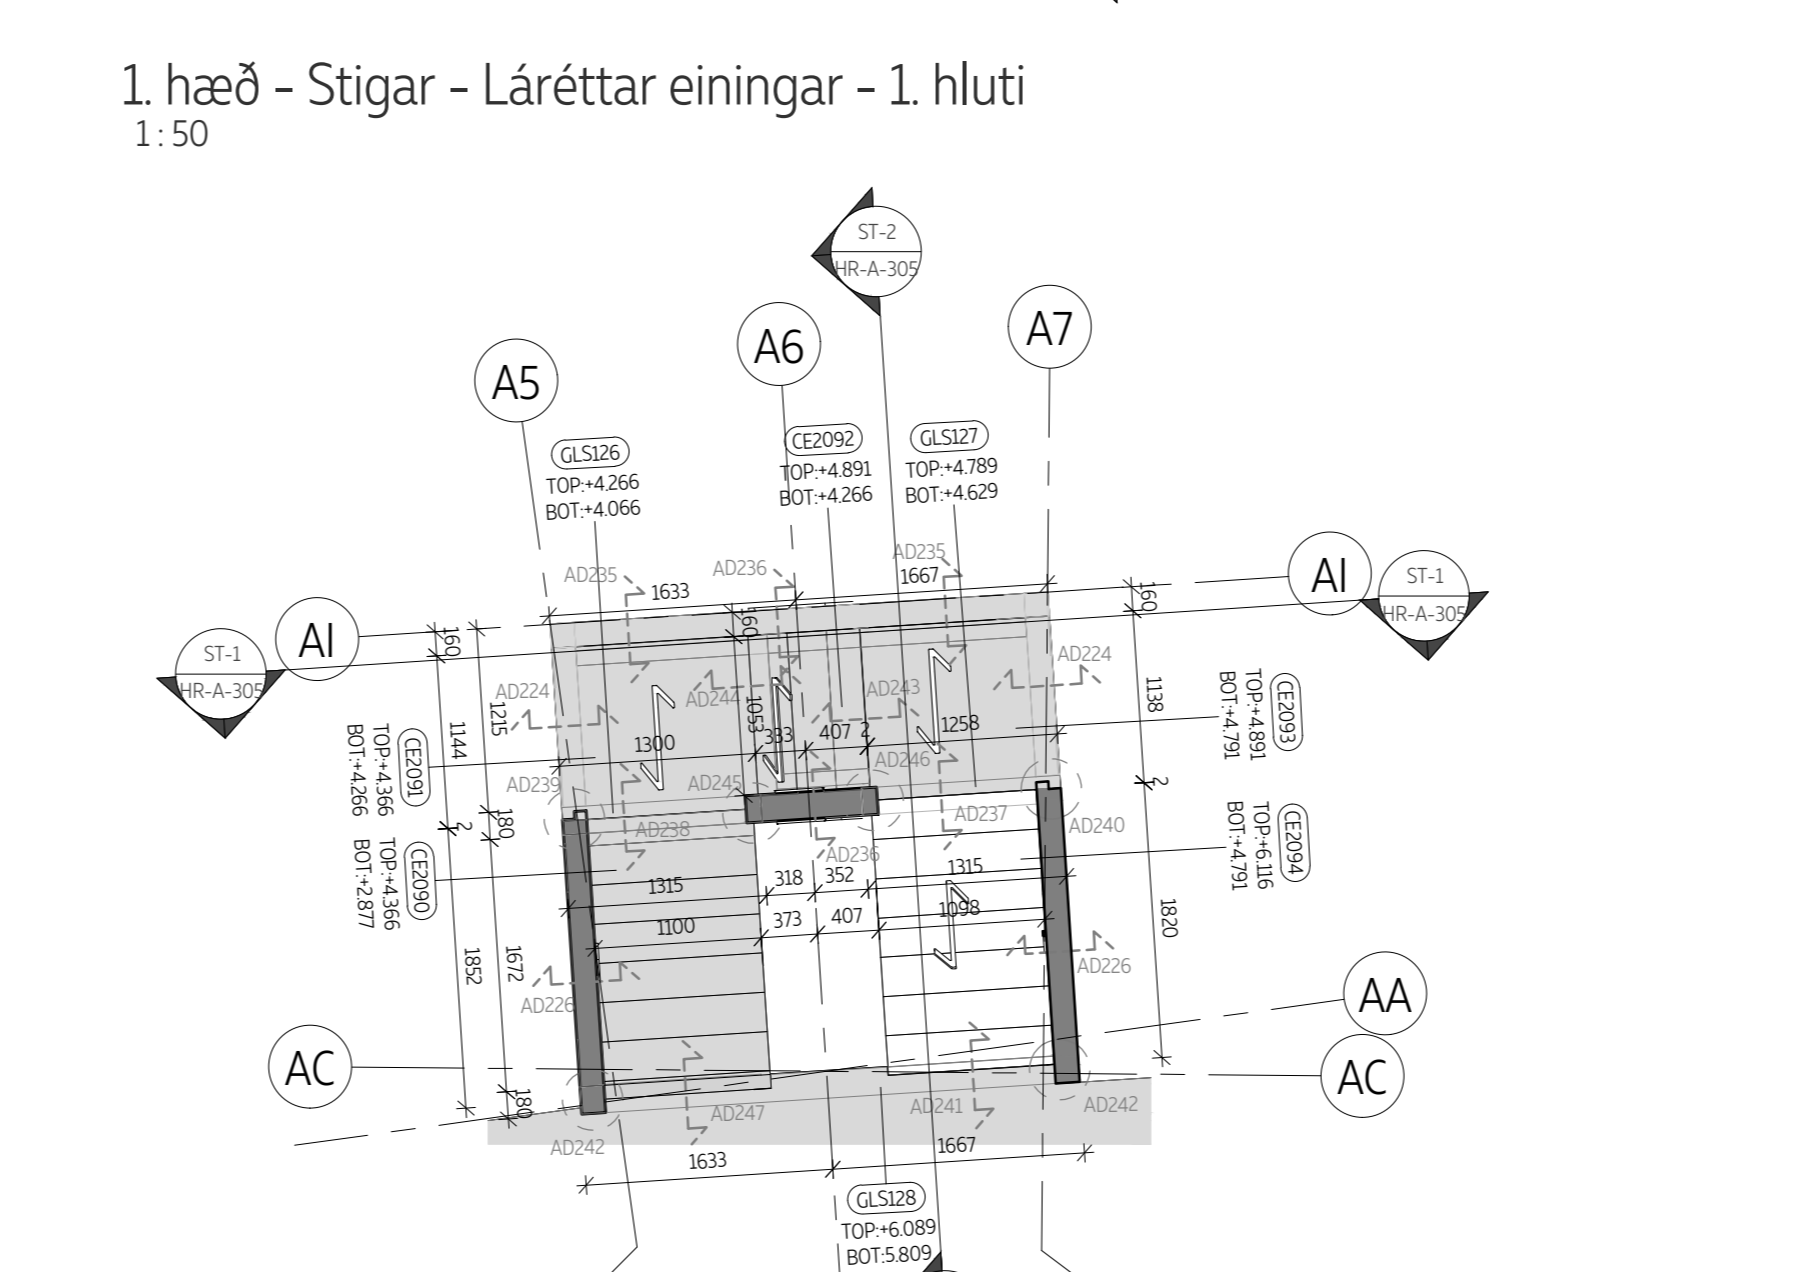 1. hæð - Stigar - Láréttar einingar - 1. hluti
1 : 50
ST-2
HR-A-305
A5
A6
A7
GLS126
TOP:+4.266
BOT:+4.066
CE2092
TOP:+4.891
BOT:+4.266
GLS127
TOP:+4.789
BOT:+4.629
AD235
AD236
AD235
1633
1667
AI
AI
ST-1
HR-A-305
ST-1
HR-A-305
160
160
160
AD224
AD244
AD243
AD224
1144
1215
1053
1138
1300
333
407
2
1258
CE2091
TOP:+4.366
BOT:+4.266
CE2093
TOP:+4.891
BOT:+4.791
AD239
AD245
AD246
2
180
2
AD238
AD237
AD240
AD236
CE2090
TOP:+4.366
BOT:+2.877
CE2094
TOP:+6.116
BOT:+4.791
1315
318
352
1315
1100
373
407
1098
1852
1672
1820
AD226
AD226
AA
AC
AC
180
AD247
AD241
AD242
AD242
1633
1667
GLS128
TOP:+6.089
BOT:5.809